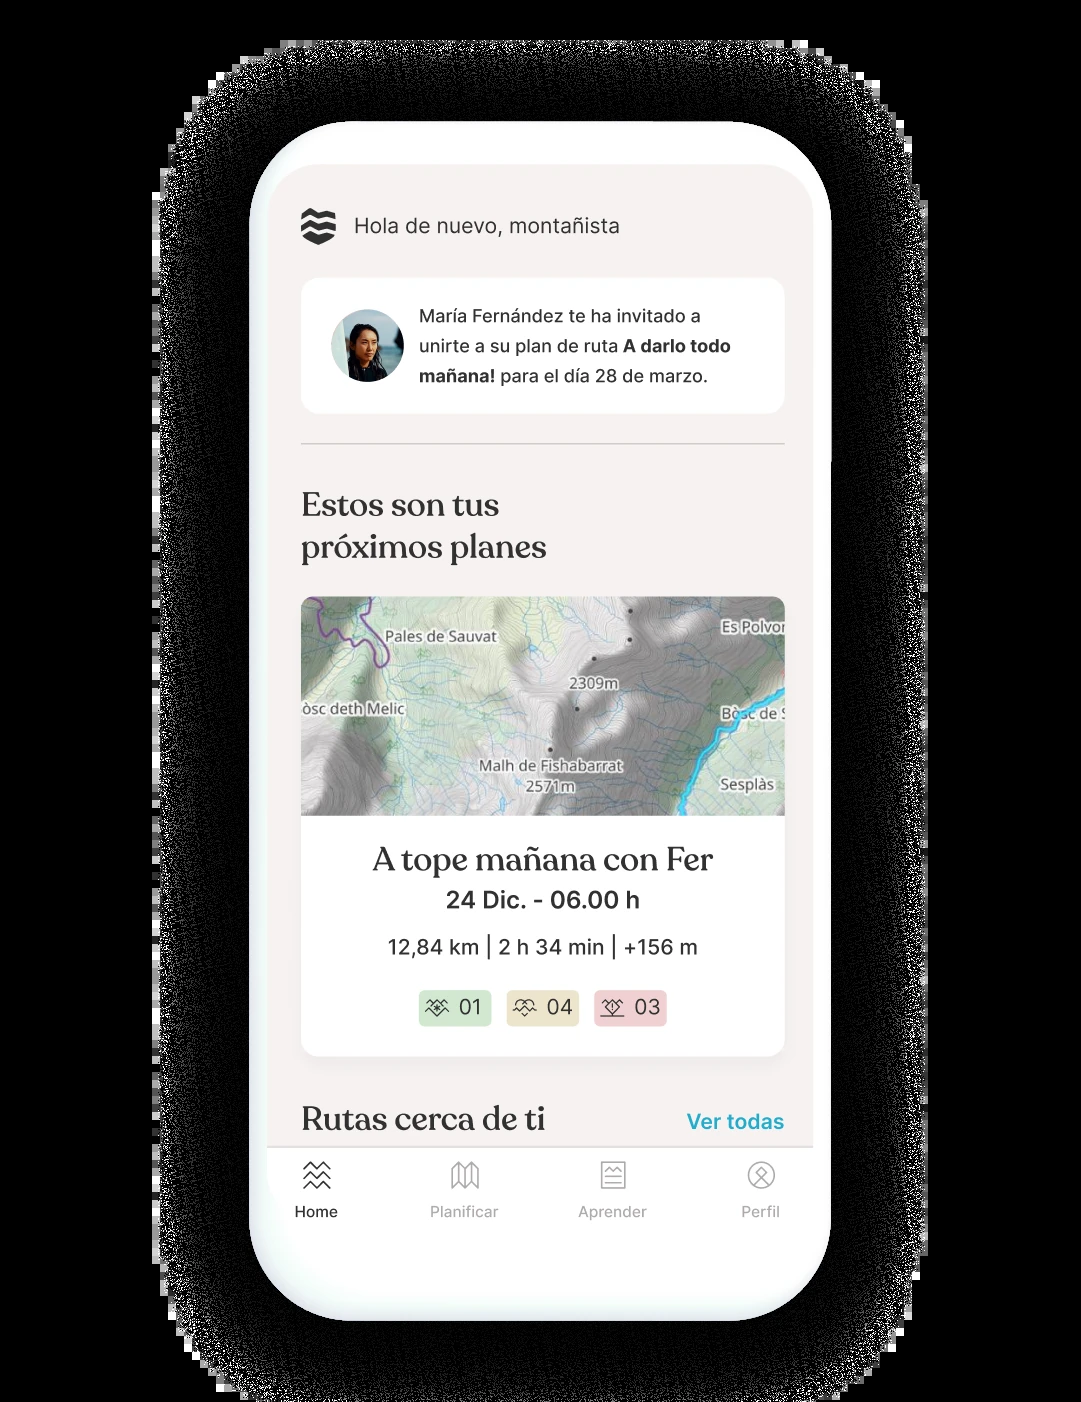 Hola de nuevo, montañista
María Fernández te ha invitado a
unirte a su plan de ruta A darlo todo
mañana! para el día 28 de marzo.
Estos son tus
próximos planes
Pales de Sauvat
Es Polvor
2309m
òsc deth Melic
Bòsc de S
Malh de Fishabarrat
2571m
Sesplàs
A tope mañana con Fer
24 Dic. - 06.00 h
12,84 km | 2 h 34 min | +156 m
01 04 03
Rutas cerca de ti
Ver todas
Home Planificar Aprender Perfil